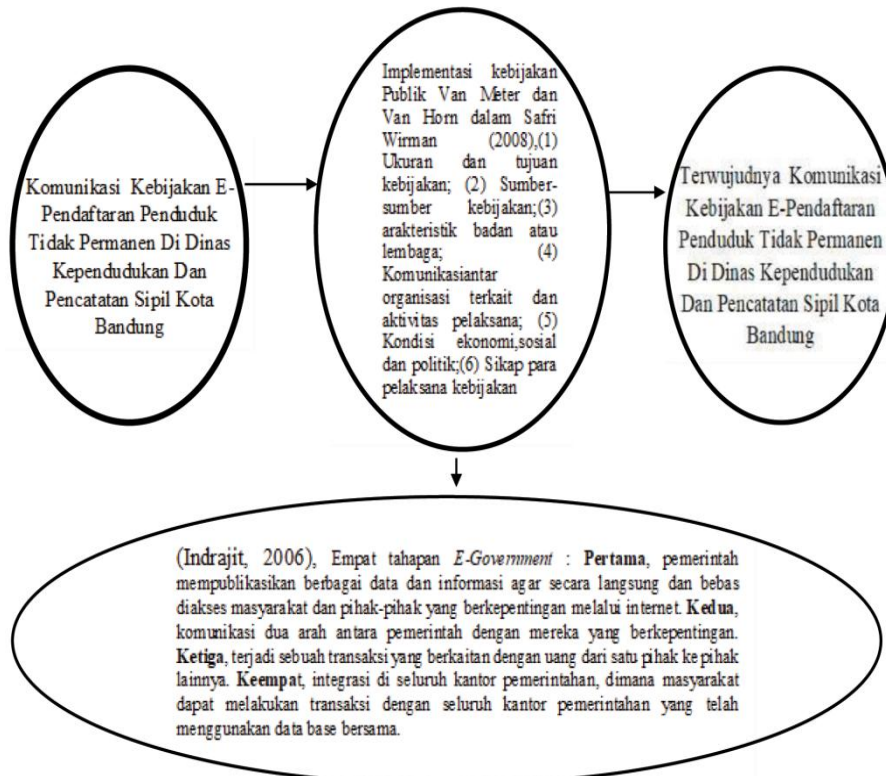 Komunikasi Kebijakan E-
Pendaftaran Penduduk
Tidak Permanen Di Dinas
Kependudukan Dan
Pencatatan Sipil Kota
Bandung
Implementasi kebijakan
Publik Van Meter dan
Van Horn dalam Safri
Wirman (2008),(1)
Ukuran dan tujuan
kebijakan; (2) Sumber-
sumber kebijakan;(3)
arakteristik badan atau
lembaga; (4)
Komunikasiantar
organisasi terkait dan
aktivitas pelaksana; (5)
Kondisi ekonomi,sosial
dan politik;(6) Sikap para
pelaksana kebijakan
Terwujudnya Komunikasi
Kebijakan E-Pendaftaran
Penduduk Tidak Permanen
Di Dinas Kependudukan
Dan Pencatatan Sipil Kota
Bandung
(Indrajit, 2006), Empat tahapan E-Government : Pertama, pemerintah
mempublikasikan berbagai data dan informasi agar secara langsung dan bebas
diakses masyarakat dan pihak-pihak yang berkepentingan melalui internet. Kedua,
komunikasi dua arah antara pemerintah dengan mereka yang berkepentingan.
Ketiga, terjadi sebuah transaksi yang berkaitan dengan uang dari satu pihak ke pihak
lainnya. Keempat, integrasi di seluruh kantor pemerintahan, dimana masyarakat
dapat melakukan transaksi dengan seluruh kantor pemerintahan yang telah
menggunakan data base bersama.